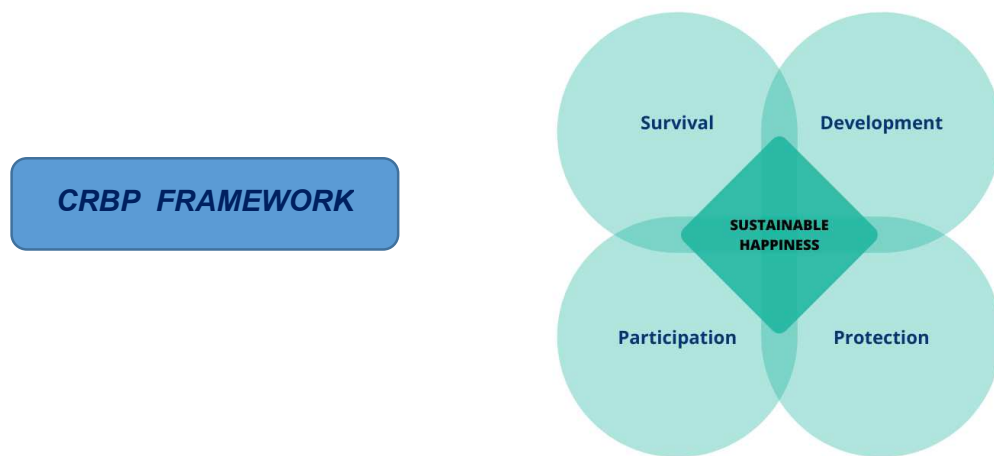 CRBP FRAMEWORK
Survival
Development
SUSTAINABLE
HAPPINESS
Participation
Protection